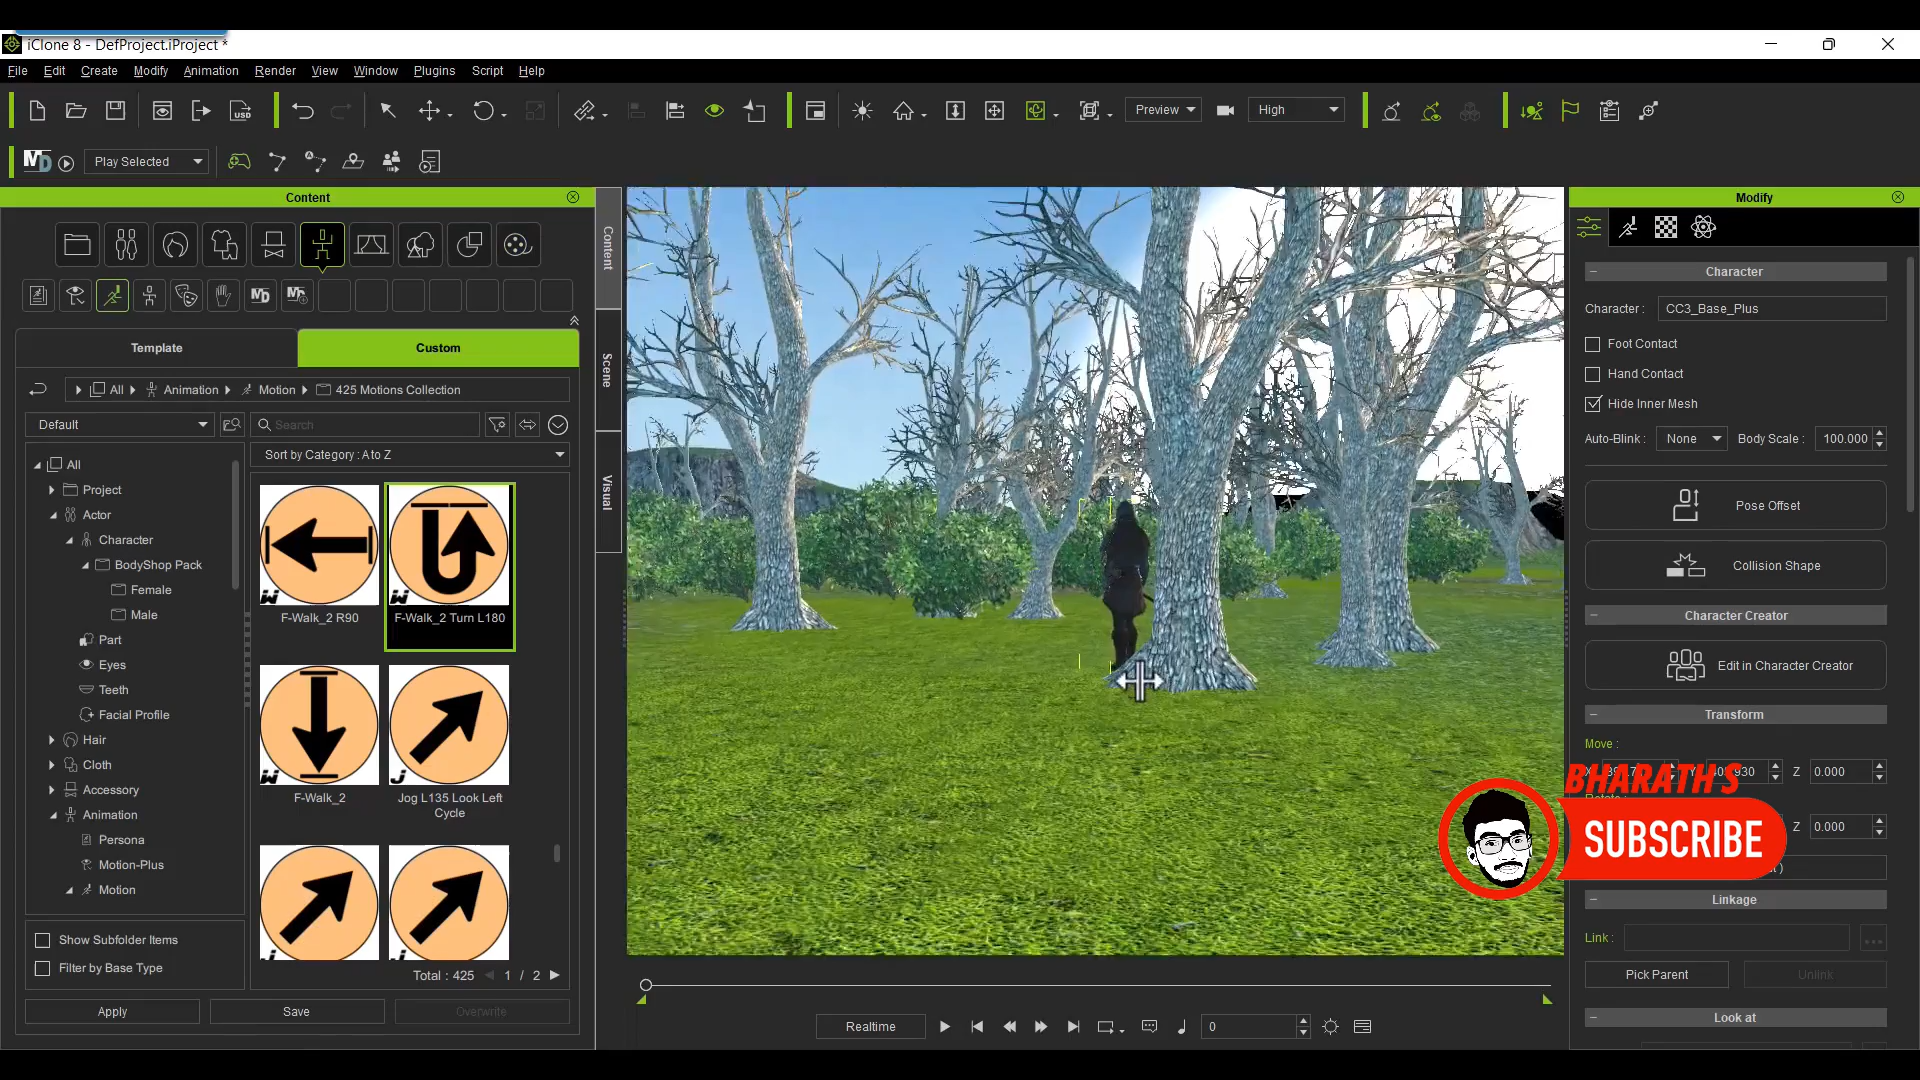 iClone 8 - DefProject.iProject *
File Edit Create Modify Animation Render View Window Plugins Script Help
USD
Preview
High
MD
Play Selected
Content
Modify
Content
Scene
Visual
MD
MD
Template
Custom
All
Animation
Motion
425 Motions Collection
Default
Search
Sort by Category : A to Z
All
Project
Actor
Character
BodyShop Pack
Female
Male
Part
Eyes
Teeth
Facial Profile
Hair
Cloth
Accessory
Animation
Persona
Motion-Plus
Motion
W
F-Walk_2 R90
W
F-Walk_2 Turn L180
W
F-Walk_2
J
Jog L135 Look Left
Cycle
Show Subfolder Items
Filter by Base Type
Total : 425
1 / 2
Apply
Save
Overwrite
Realtime
0
Character
Character :
CC3_Base_Plus
Foot Contact
Hand Contact
Hide Inner Mesh
Auto-Blink :
None
Body Scale :
100.000
Pose Offset
Collision Shape
Character Creator
Edit in Character Creator
Transform
Move :
Z
0.000
Z
0.000
BHARATH S
SUBSCRIBE
Linkage
Link :
...
Pick Parent
Unlink
Look at